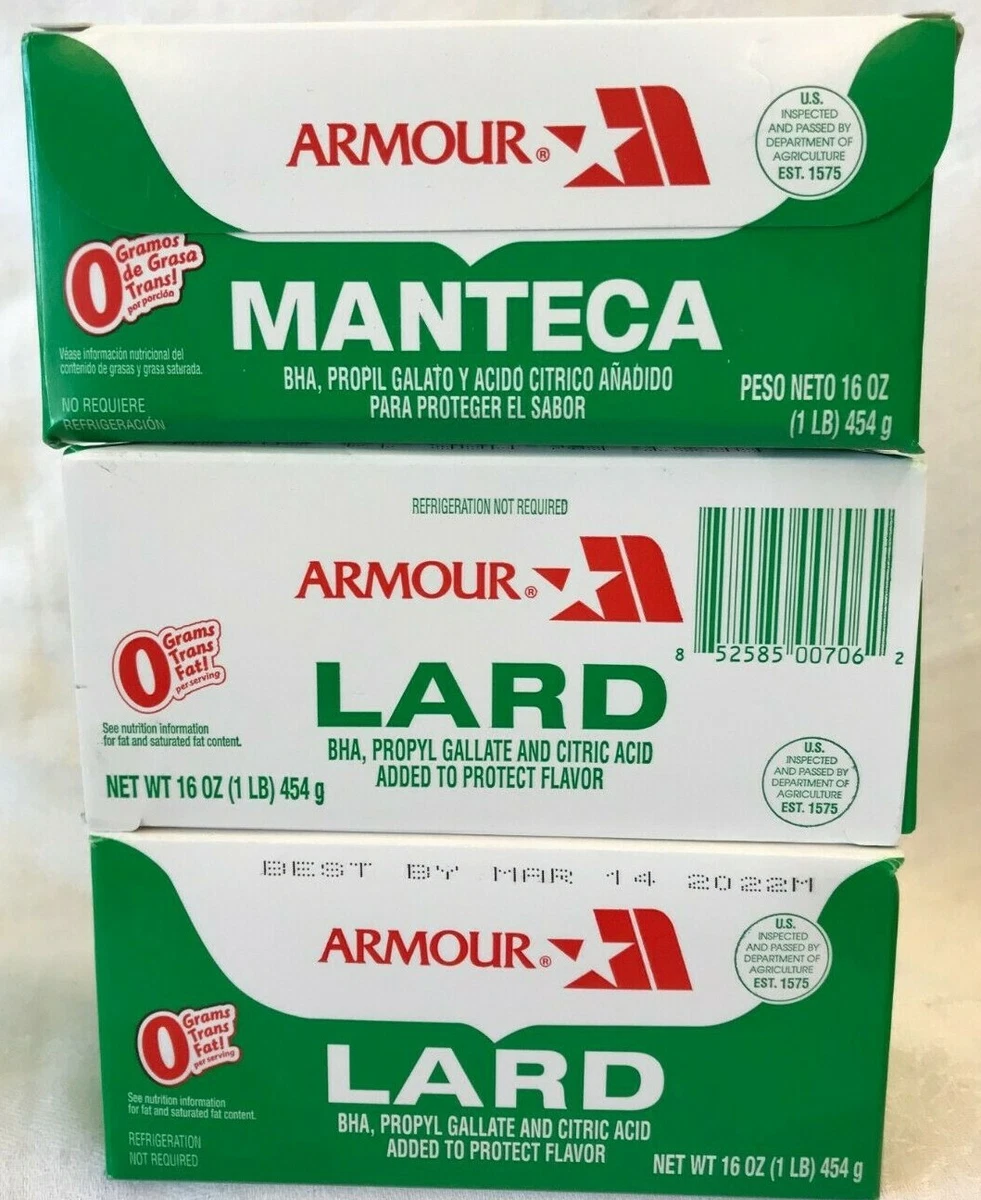 ARMOUR®
U.S.
INSPECTED
AND PASSED BY
DEPARTMENT OF
AGRICULTURE
EST. 1575
0 Gramos
de Grasa
Trans!
por porción
MANTECA
Véase información nutricional del
contenido de grasas y grasa saturada.
BHA, PROPIL GALATO Y ACIDO CITRICO AÑADIDO
PARA PROTEGER EL SABOR
NO REQUIERE
REFRIGERACIÓN
PESO NETO 16 OZ
(1 LB) 454 g
REFRIGERATION NOT REQUIRED
ARMOUR®
8 52585 00706 2
0 Grams
Trans
Fat!
per serving
LARD
See nutrition information
for fat and saturated fat content.
BHA, PROPYL GALLATE AND CITRIC ACID
ADDED TO PROTECT FLAVOR
NET WT 16 OZ (1 LB) 454 g
U.S.
INSPECTED
AND PASSED BY
DEPARTMENT OF
AGRICULTURE
EST. 1575
BEST BY MAR 14 2022M
ARMOUR®
U.S.
INSPECTED
AND PASSED BY
DEPARTMENT OF
AGRICULTURE
EST. 1575
0 Grams
Trans
Fat!
per serving
LARD
See nutrition information
for fat and saturated fat content.
BHA, PROPYL GALLATE AND CITRIC ACID
ADDED TO PROTECT FLAVOR
REFRIGERATION
NOT REQUIRED
NET WT 16 OZ (1 LB) 454 g